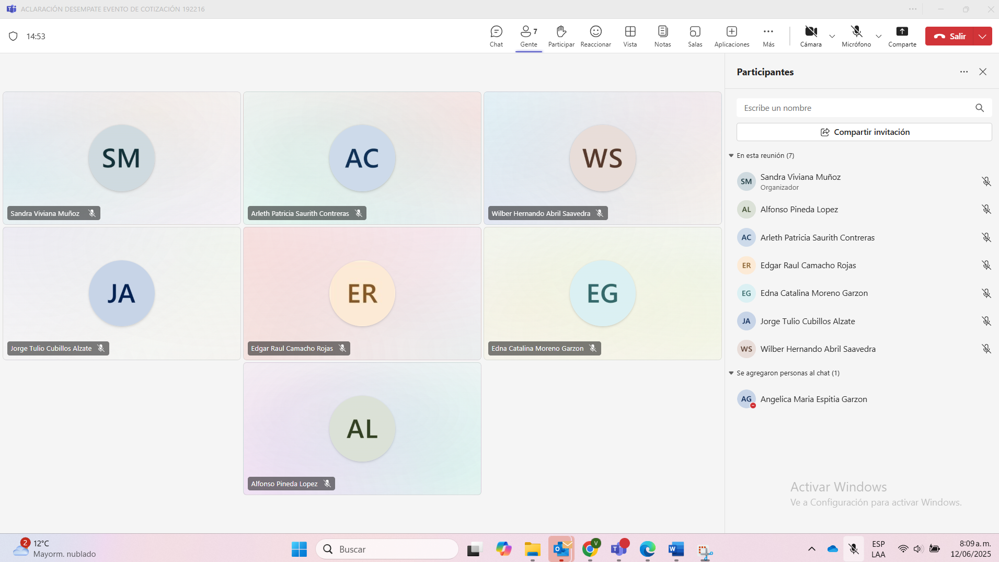 ACLARACIÓN DESEMPATE EVENTO DE COTIZACIÓN 192216
14:53
Chat
Gente
7
Participar
Reaccionar
Vista
Notas
Salas
Aplicaciones
Más
Cámara
Micrófono
Comparte
Salir
SM
Sandra Viviana Muñoz
AC
Arleth Patricia Saurith Contreras
WS
Wilber Hernando Abril Saavedra
JA
Jorge Tulio Cubillos Alzate
ER
Edgar Raul Camacho Rojas
EG
Edna Catalina Moreno Garzon
AL
Alfonso Pineda Lopez
Participantes
Escribe un nombre
Compartir invitación
En esta reunión (7)
SM Sandra Viviana Muñoz
Organizador
AL Alfonso Pineda Lopez
AC Arleth Patricia Saurith Contreras
ER Edgar Raul Camacho Rojas
EG Edna Catalina Moreno Garzon
JA Jorge Tulio Cubillos Alzate
WS Wilber Hernando Abril Saavedra
Se agregaron personas al chat (1)
AG Angelica Maria Espitia Garzon
Activar Windows
Ve a Configuración para activar Windows.
2
12°C
Mayorm. nublado
Buscar
V
ESP
LAA
8:09 a. m.
12/06/2025